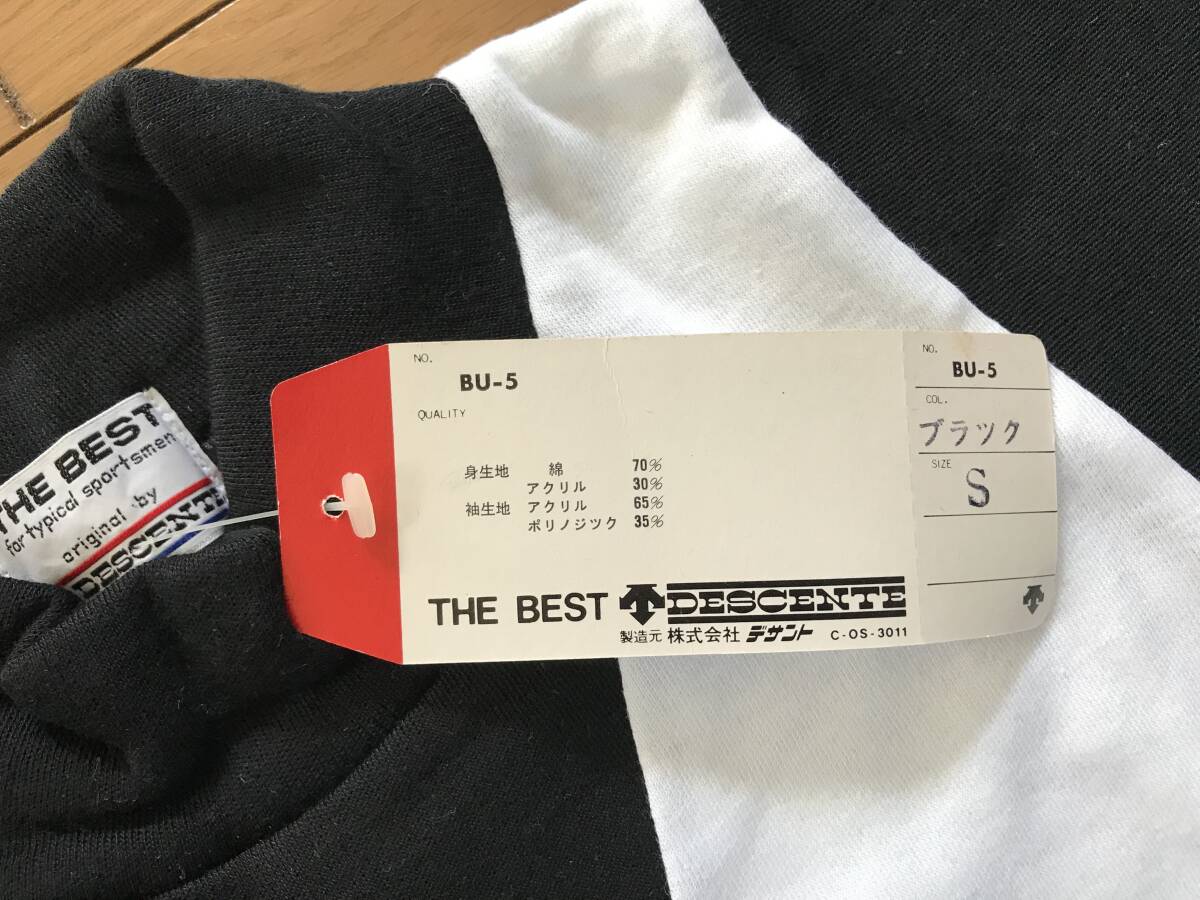 THE BEST
for typical sportsmen
original by
DESCENTE
NO.
BU-5
QUALITY
身生地 綿 70%
アクリル 30%
袖生地 アクリル 65%
ポリノジツク 35%
THE BEST DESCENTE
製造元 株式会社 デサント C-OS-3011
NO.
BU-5
COL.
ブラツク
SIZE
S